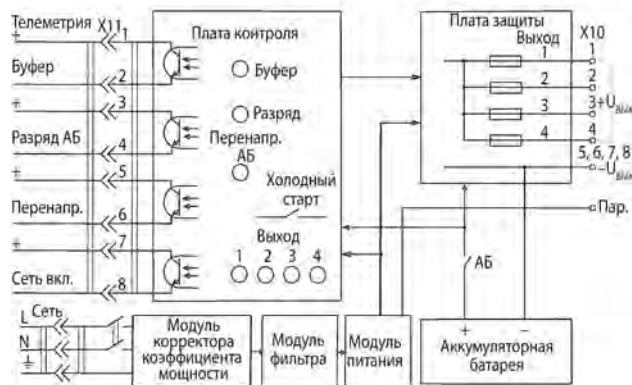 Телеметрия X11
+ 1
Буфер 2
+ 3
Разряд АБ 4
+ 5
Перенапр. 6
+ 7
Сеть вкл. 8
Плата контроля
Буфер
Разряд
Перенапр.
АБ
Холодный
старт
Выход
1 2 3 4
Плата защиты
Выход X10
1 1
2 2
3 3 +Uвых
4 4
5, 6, 7, 8
−Uвых
Пар.
АБ
L Сеть
N
Модуль
корректора
коэффициента
мощности
Модуль
фильтра
Модуль
питания
+ −
Аккумуляторная
батарея